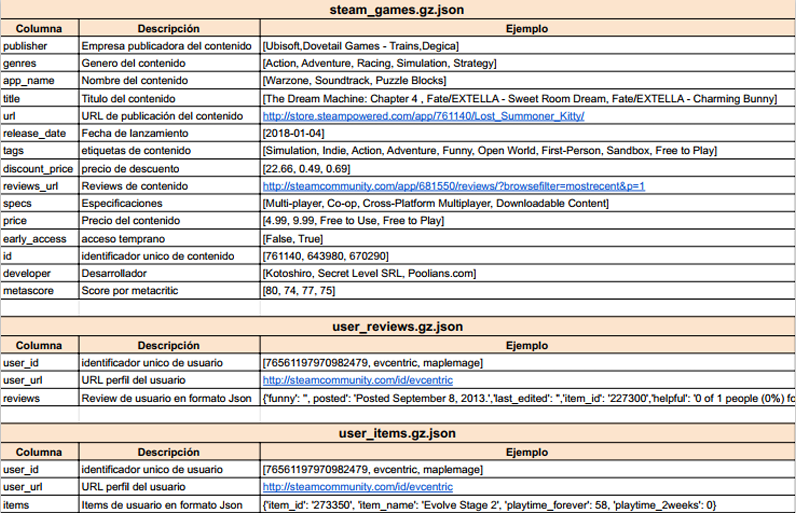 steam_games.gz.json
Columna Descripción Ejemplo
publisher Empresa publicadora del contenido [Ubisoft,Dovetail Games - Trains,Degica]
genres Genero del contenido [Action, Adventure, Racing, Simulation, Strategy]
app_name Nombre del contenido [Warzone, Soundtrack, Puzzle Blocks]
title Titulo del contenido [The Dream Machine: Chapter 4 , Fate/EXTELLA - Sweet Room Dream, Fate/EXTELLA - Charming Bunny]
url URL de publicación del contenido http://store.steampowered.com/app/761140/Lost_Summoner_Kitty/
release_date Fecha de lanzamiento [2018-01-04]
tags etiquetas de contenido [Simulation, Indie, Action, Adventure, Funny, Open World, First-Person, Sandbox, Free to Play]
discount_price precio de descuento [22.66, 0.49, 0.69]
reviews_url Reviews de contenido http://steamcommunity.com/app/681550/reviews/?browsefilter=mostrecent&p=1
specs Especificaciones [Multi-player, Co-op, Cross-Platform Multiplayer, Downloadable Content]
price Precio del contenido [4.99, 9.99, Free to Use, Free to Play]
early_access acceso temprano [False, True]
id identificador unico de contenido [761140, 643980, 670290]
developer Desarrollador [Kotoshiro, Secret Level SRL, Poolians.com]
metascore Score por metacritic [80, 74, 77, 75]
user_reviews.gz.json
Columna Descripción Ejemplo
user_id identificador unico de usuario [76561197970982479, evcentric, maplemage]
user_url URL perfil del usuario http://steamcommunity.com/id/evcentric
reviews Review de usuario en formato Json {'funny': '', posted': 'Posted September 8, 2013.','last_edited': '','item_id': '227300','helpful': '0 of 1 people (0%) fo
user_items.gz.json
Columna Descripción Ejemplo
user_id identificador unico de usuario [76561197970982479, evcentric, maplemage]
user_url URL perfil del usuario http://steamcommunity.com/id/evcentric
items Items de usuario en formato Json {'item_id': '273350', 'item_name': 'Evolve Stage 2', 'playtime_forever': 58, 'playtime_2weeks': 0}